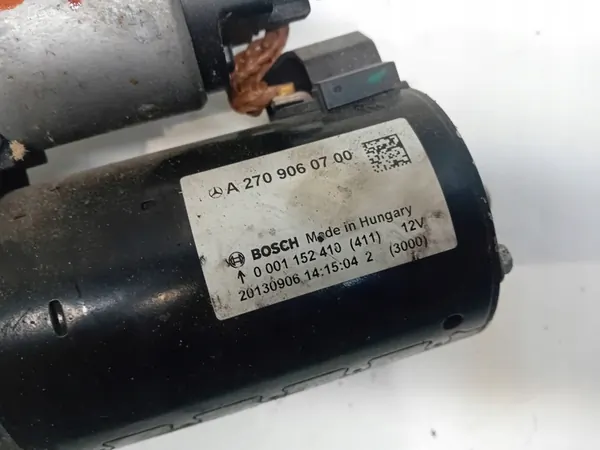 A 270 906 07 00
BOSCH Made in Hungary
↑ 0 001 152 410 (411) 12V
20130906 14:15:04 2 (3000)